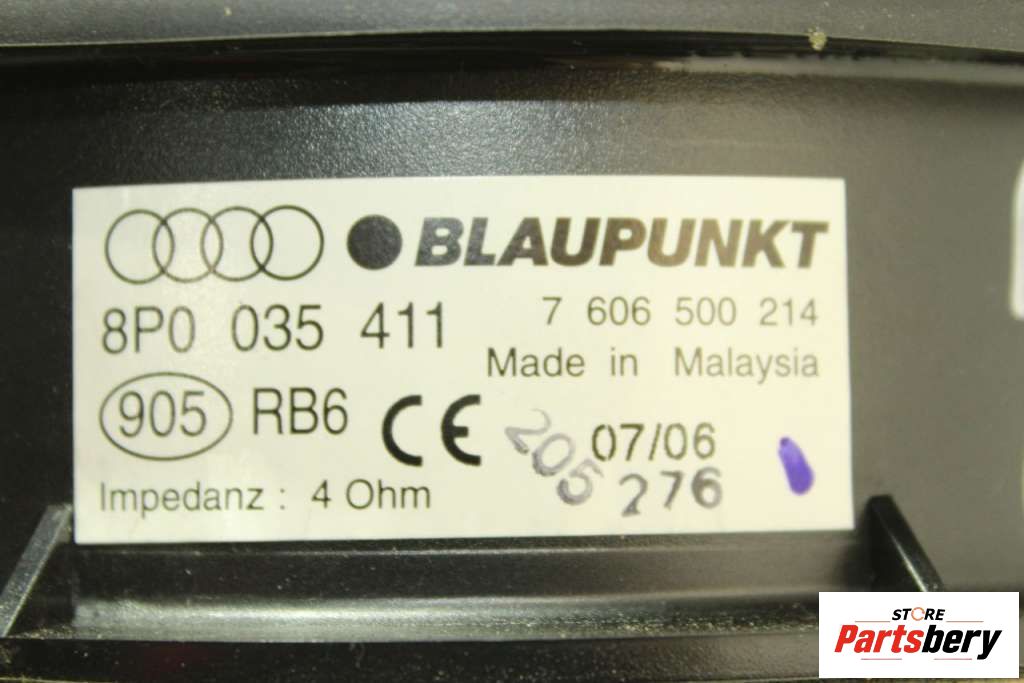 BLAUPUNKT
8P0 035 411
7 606 500 214
Made in Malaysia
905 RB6 CE 07/06
205 276
Impedanz : 4 Ohm
STORE
Partsbery